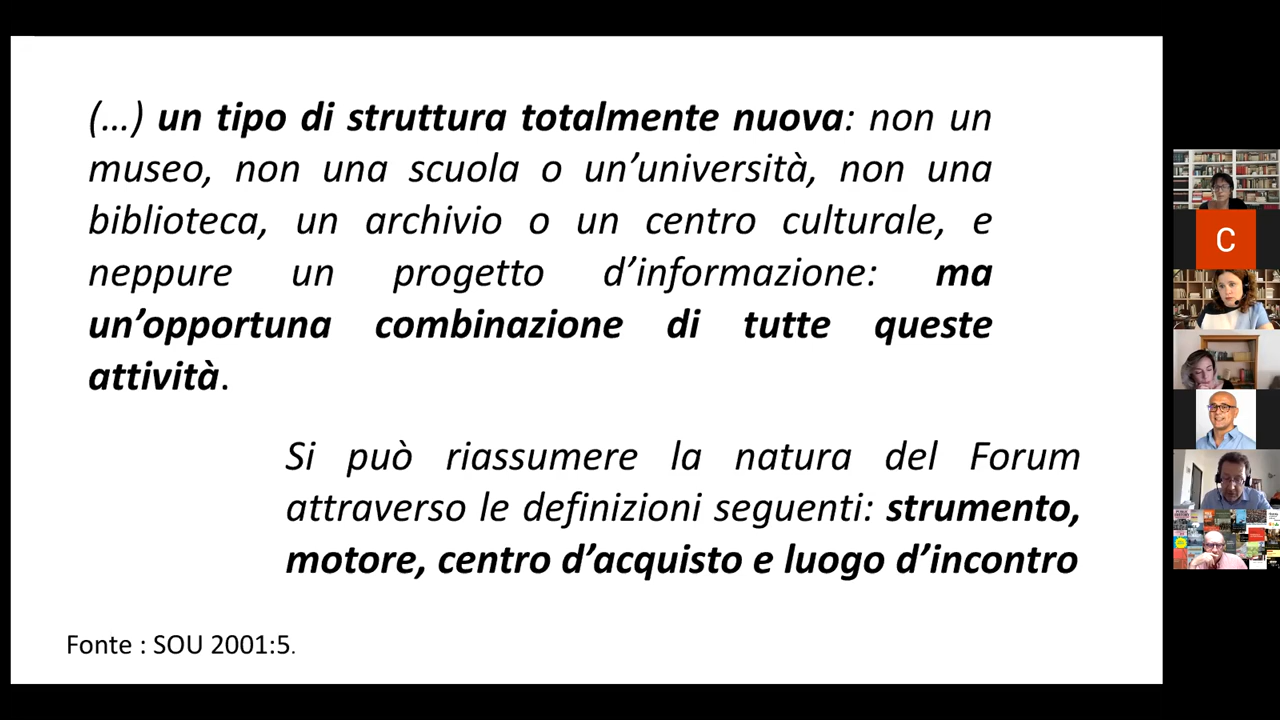 (…) un tipo di struttura totalmente nuova: non un
museo, non una scuola o un’università, non una
biblioteca, un archivio o un centro culturale, e
neppure un progetto d’informazione: ma
un’opportuna combinazione di tutte queste
attività.
Si può riassumere la natura del Forum
attraverso le definizioni seguenti: strumento,
motore, centro d’acquisto e luogo d’incontro
Fonte : SOU 2001:5.
C